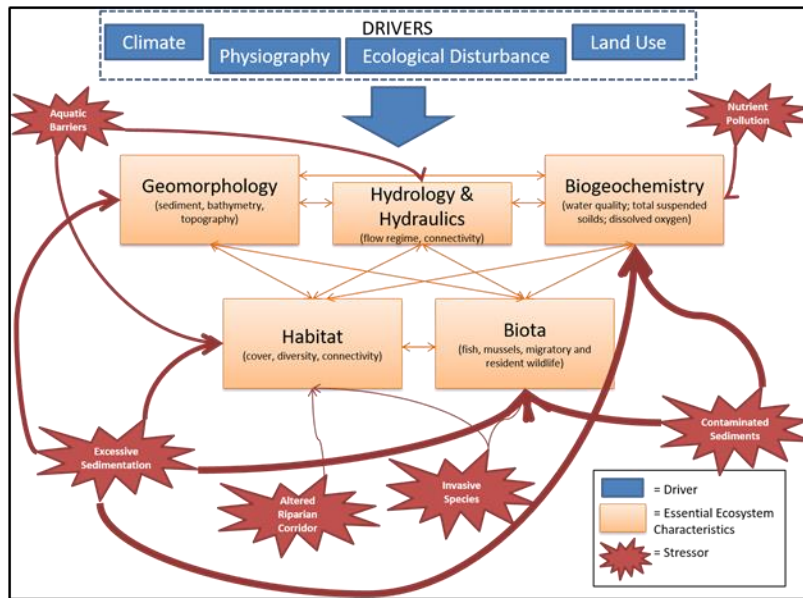 DRIVERS
Climate
Physiography
Ecological Disturbance
Land Use
Aquatic
Barriers
Nutrient
Pollution
Geomorphology
(sediment, bathymetry,
topography)
Hydrology &
Hydraulics
(flow regime, connectivity)
Biogeochemistry
(water quality; total suspended
soilds; dissolved oxygen)
Habitat
(cover, diversity, connectivity)
Biota
(fish, mussels, migratory and
resident wildlife)
Excessive
Sedimentation
Altered
Riparian
Corridor
Invasive
Species
Contaminated
Sediments
= Driver
= Essential Ecosystem
Characteristics
= Stressor